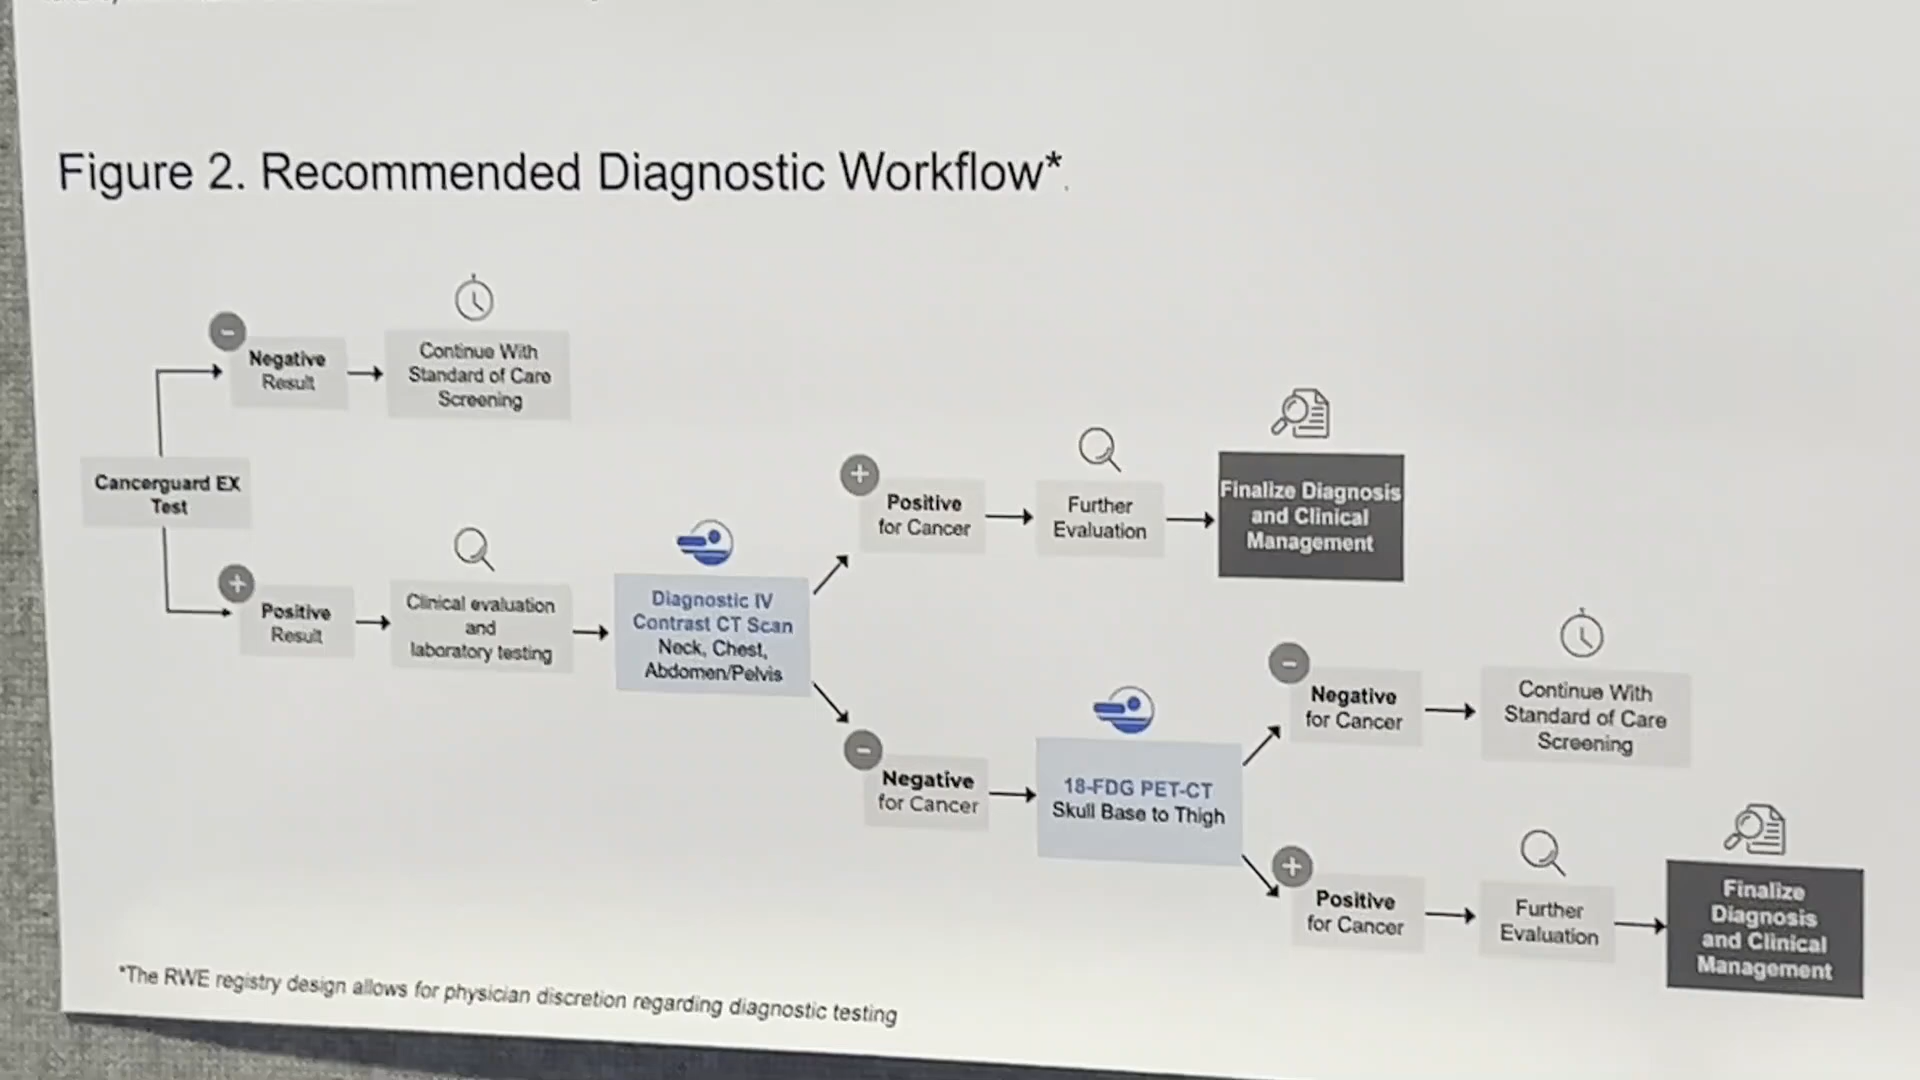 Figure 2. Recommended Diagnostic Workflow*
Negative
Result
Continue With
Standard of Care
Screening
Cancerguard EX
Test
Positive
Result
Clinical evaluation
and
laboratory testing
Diagnostic IV
Contrast CT Scan
Neck, Chest,
Abdomen/Pelvis
Positive
for Cancer
Further
Evaluation
Finalize Diagnosis
and Clinical
Management
Negative
for Cancer
18-FDG PET-CT
Skull Base to Thigh
Negative
for Cancer
Continue With
Standard of Care
Screening
Positive
for Cancer
Further
Evaluation
Finalize
Diagnosis
and Clinical
Management
*The RWE registry design allows for physician discretion regarding diagnostic testing